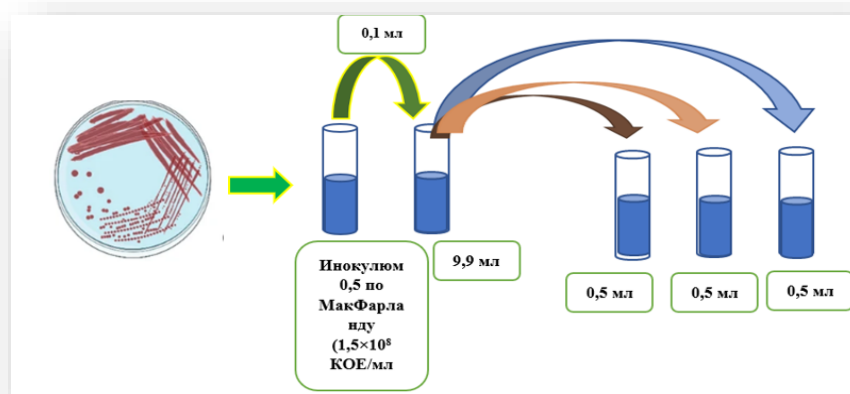 0,1 мл
Инокулюм
0,5 по
МакФарла
нду
(1,5×10⁸
КОЕ/мл
9,9 мл
0,5 мл
0,5 мл
0,5 мл